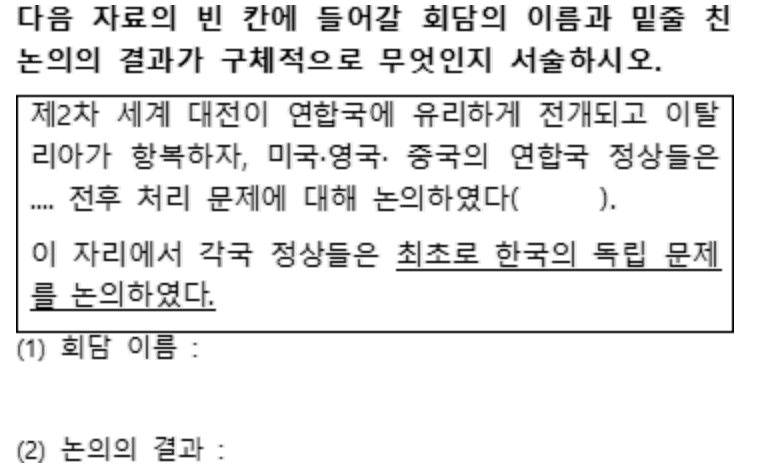 다음 자료의 빈 칸에 들어갈 회담의 이름과 밑줄 친
논의의 결과가 구체적으로 무엇인지 서술하시오.
제2차 세계 대전이 연합국에 유리하게 전개되고 이탈
리아가 항복하자, 미국·영국· 중국의 연합국 정상들은
.... 전후 처리 문제에 대해 논의하였다( ).
이 자리에서 각국 정상들은 최초로 한국의 독립 문제
를 논의하였다.
(1) 회담 이름 :
(2) 논의의 결과 :